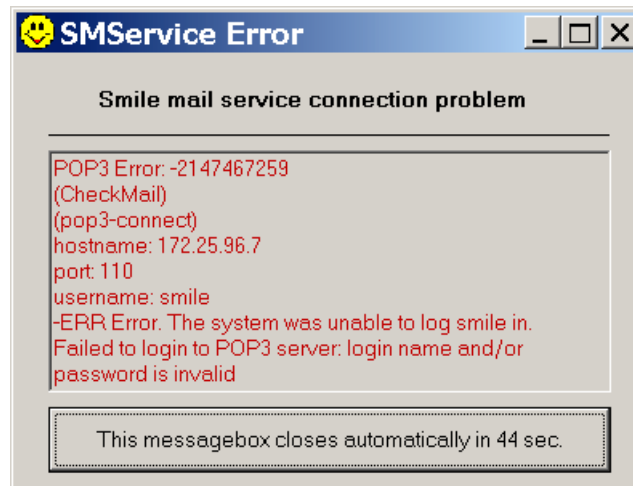 SMService Error
Smile mail service connection problem
POP3 Error: -2147467259
(CheckMail)
(pop3-connect)
hostname: 172.25.96.7
port: 110
username: smile
-ERR Error. The system was unable to log smile in.
Failed to login to POP3 server: login name and/or
password is invalid
This messagebox closes automatically in 44 sec.